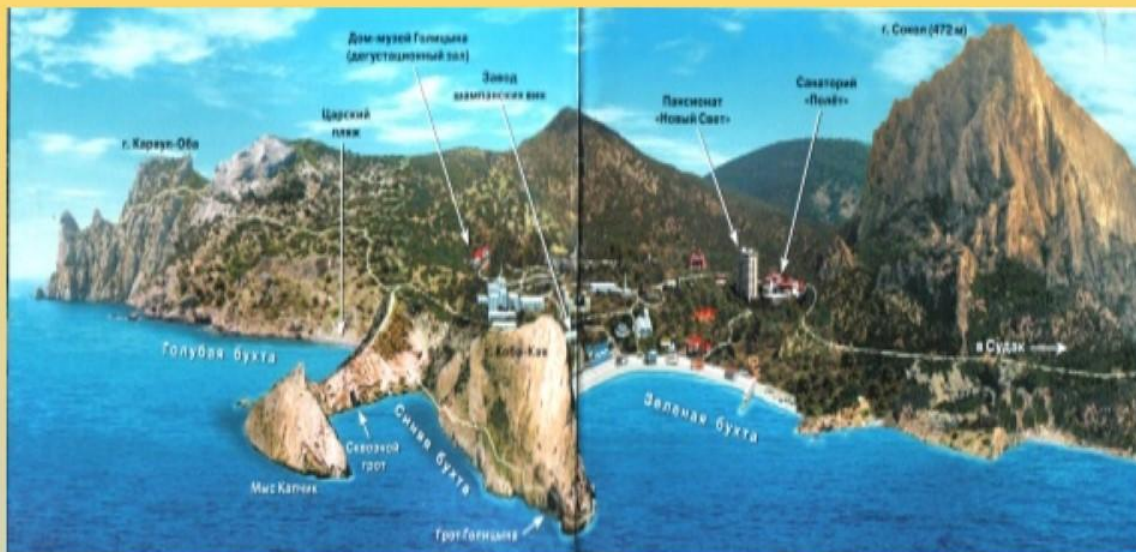 Дом-музей Голицына
(дегустационный зал)
г. Сокол (472 м)
Завод
шампанских вин
Санаторий
«Полёт»
Пансионат
«Новый Свет»
Царский
пляж
г. Караул-Оба
г. Коба-Кая
в Судак
Голубая бухта
Зеленая бухта
Синяя бухта
Сквозной
грот
Мыс Капчик
Грот Голицына